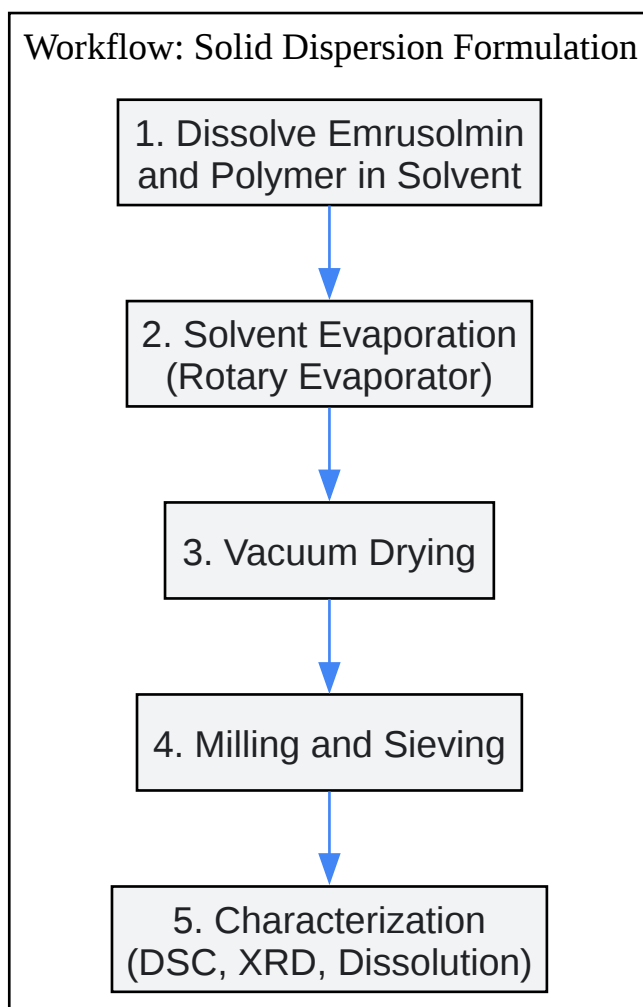 Workflow: Solid Dispersion Formulation
1. Dissolve Emrusolmin
and Polymer in Solvent
2. Solvent Evaporation
(Rotary Evaporator)
3. Vacuum Drying
4. Milling and Sieving
5. Characterization
(DSC, XRD, Dissolution)